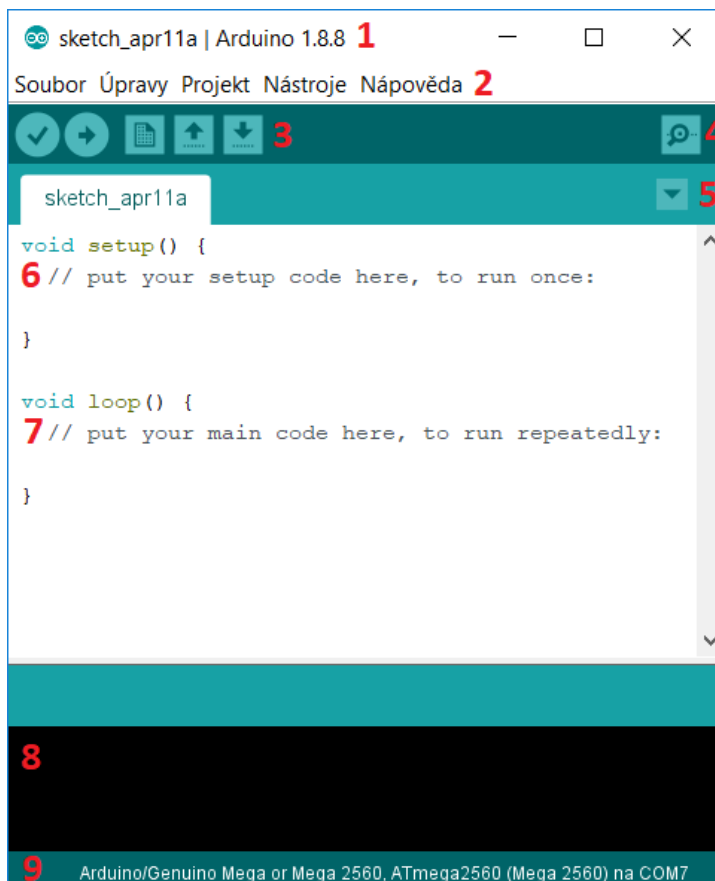 sketch_apr11a | Arduino 1.8.8 1
Soubor Úpravy Projekt Nástroje Nápověda 2
3 4
sketch_apr11a 5
void setup() {
6 // put your setup code here, to run once:
}
void loop() {
7 // put your main code here, to run repeatedly:
}
8
9 Arduino/Genuino Mega or Mega 2560, ATmega2560 (Mega 2560) na COM7